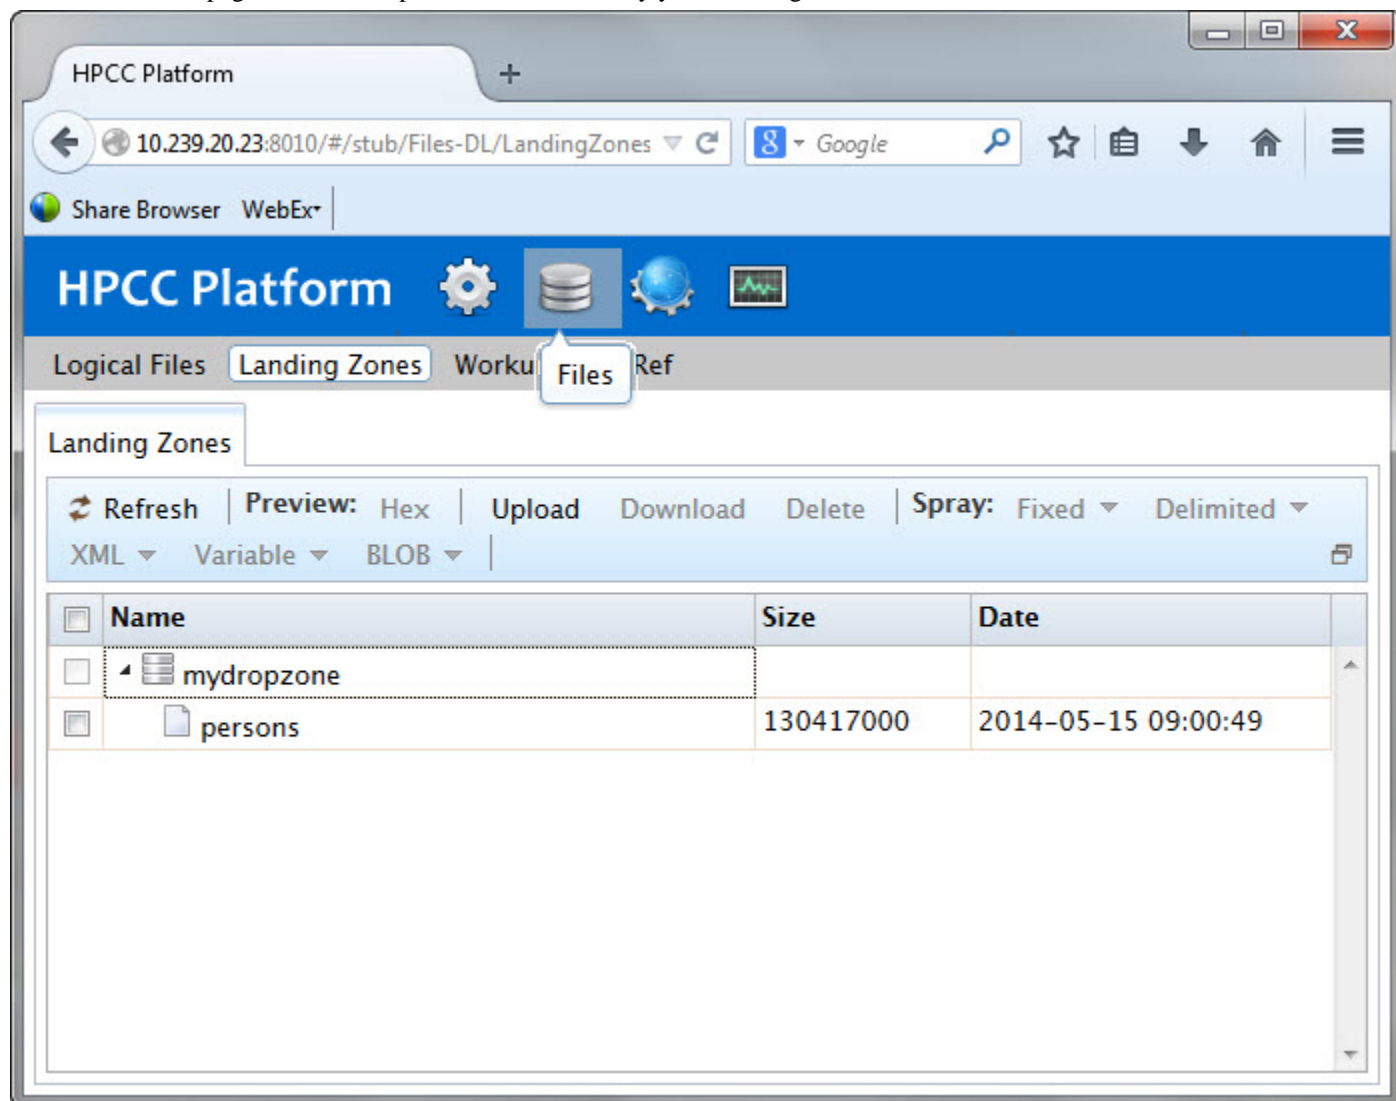 HPCC Platform
10.239.20.23:8010/#/stub/Files-DL/LandingZones 8 Google
Share Browser WebEx
HPCC Platform
Logical Files Landing Zones Worku Ref
Files
Landing Zones
Refresh Preview: Hex Upload Download Delete Spray: Fixed Delimited
XML Variable BLOB
Name Size Date
mydropzone
persons 130417000 2014-05-15 09:00:49